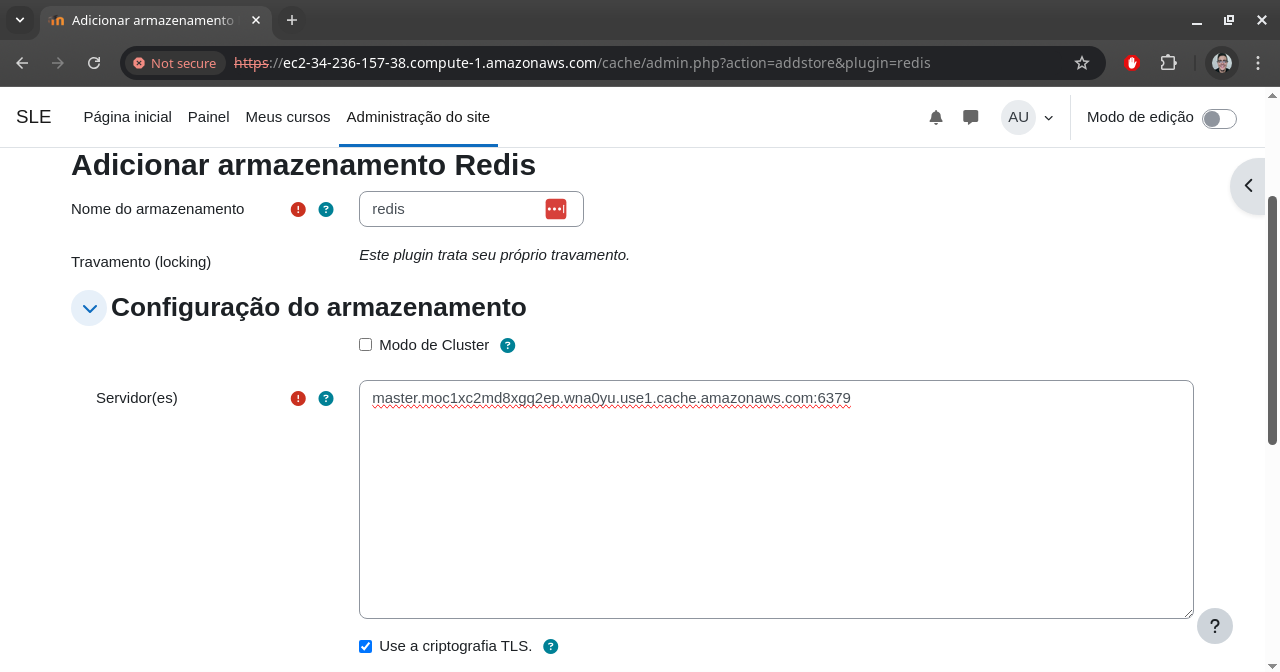 Adicionar armazenamento
Not secure https://ec2-34-236-157-38.compute-1.amazonaws.com/cache/admin.php?action=addstore&plugin=redis
SLE Página inicial Painel Meus cursos Administração do site AU Modo de edição
Adicionar armazenamento Redis
Nome do armazenamento ! ? redis
Travamento (locking) Este plugin trata seu próprio travamento.
Configuração do armazenamento
Modo de Cluster ?
Servidor(es) ! ? master.moc1xc2md8xgq2ep.wna0yu.use1.cache.amazonaws.com:6379
?
Use a criptografia TLS. ?